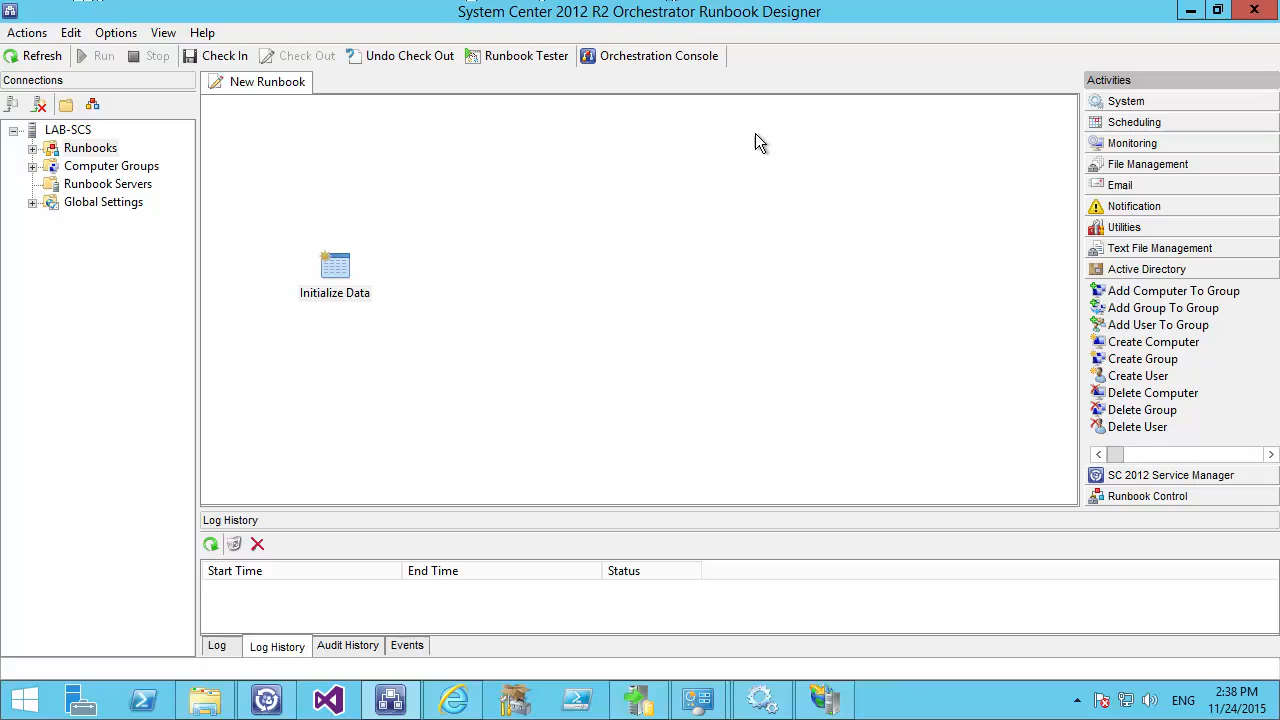 System Center 2012 R2 Orchestrator Runbook Designer
Actions Edit Options View Help
Refresh Run Stop Check In Check Out Undo Check Out Runbook Tester Orchestration Console
Connections
LAB-SCS
Runbooks
Computer Groups
Runbook Servers
Global Settings
New Runbook
Initialize Data
Activities
System
Scheduling
Monitoring
File Management
Email
Notification
Utilities
Text File Management
Active Directory
Add Computer To Group
Add Group To Group
Add User To Group
Create Computer
Create Group
Create User
Delete Computer
Delete Group
Delete User
SC 2012 Service Manager
Runbook Control
Log History
Start Time End Time Status
Log Log History Audit History Events
ENG
2:38 PM
11/24/2015